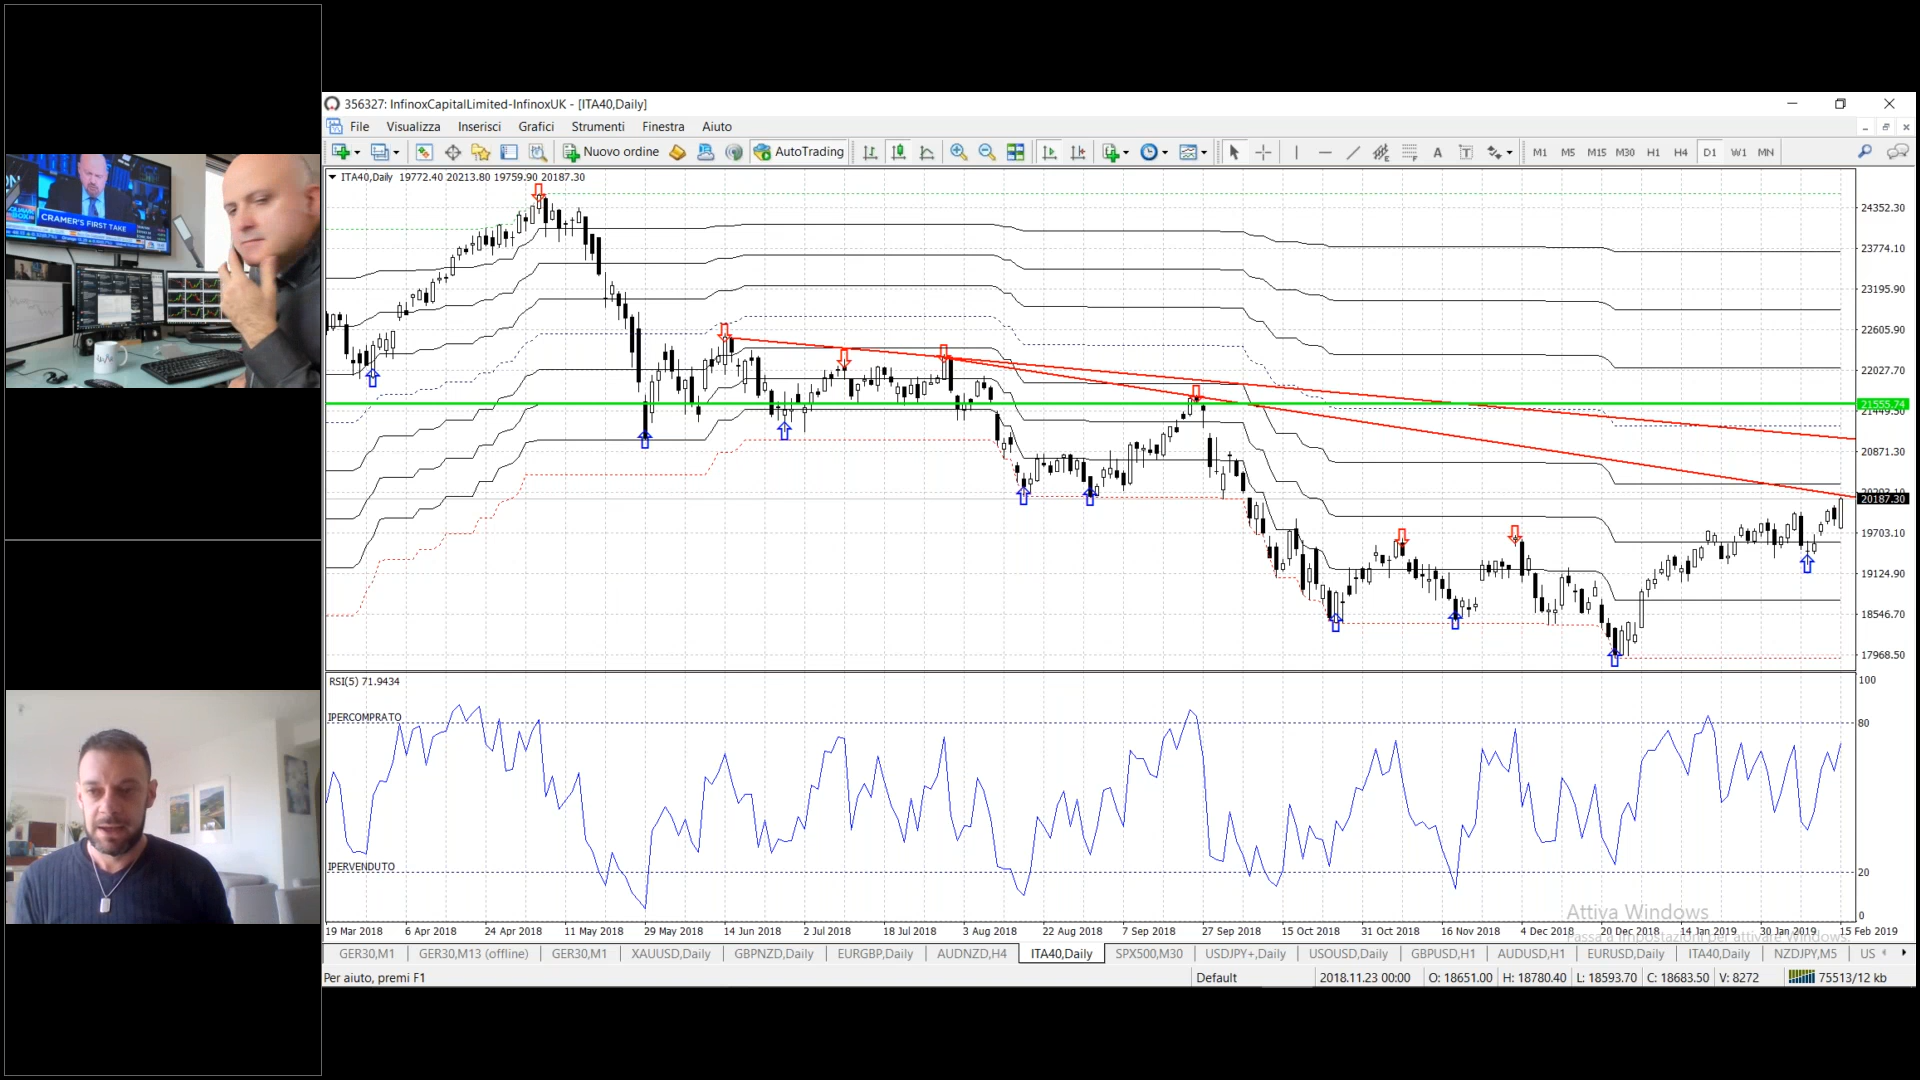 CRAMER'S FIRST TAKE
356327: InfinoxCapitalLimited-InfinoxUK - [ITA40,Daily]
File Visualizza Inserisci Grafici Strumenti Finestra Aiuto
Nuovo ordine AutoTrading A T M1 M5 M15 M30 H1 H4 D1 W1 MN
ITA40,Daily 19772.40 20213.80 19759.90 20187.30
24352.30
23774.10
23195.90
22605.90
22027.70
21555.74
21449.50
20871.30
20187.30
19703.10
19124.90
18546.70
17968.50
RSI(5) 71.9434
100
IPERCOMPRATO
80
IPERVENDUTO
20
0
Attiva Windows
Passa a Impostazioni per attivare Windows.
19 Mar 2018 6 Apr 2018 24 Apr 2018 11 May 2018 29 May 2018 14 Jun 2018 2 Jul 2018 18 Jul 2018 3 Aug 2018 22 Aug 2018 7 Sep 2018 27 Sep 2018 15 Oct 2018 31 Oct 2018 16 Nov 2018 4 Dec 2018 20 Dec 2018 14 Jan 2019 30 Jan 2019 15 Feb 2019
GER30,M1 GER30,M13 (offline) GER30,M1 XAUUSD,Daily GBPNZD,Daily EURGBP,Daily AUDNZD,H4 ITA40,Daily SPX500,M30 USDJPY+,Daily USOUSD,Daily GBPUSD,H1 AUDUSD,H1 EURUSD,Daily ITA40,Daily NZDJPY,M5 US
Per aiuto, premi F1 Default 2018.11.23 00:00 O: 18651.00 H: 18780.40 L: 18593.70 C: 18683.50 V: 8272 75513/12 kb